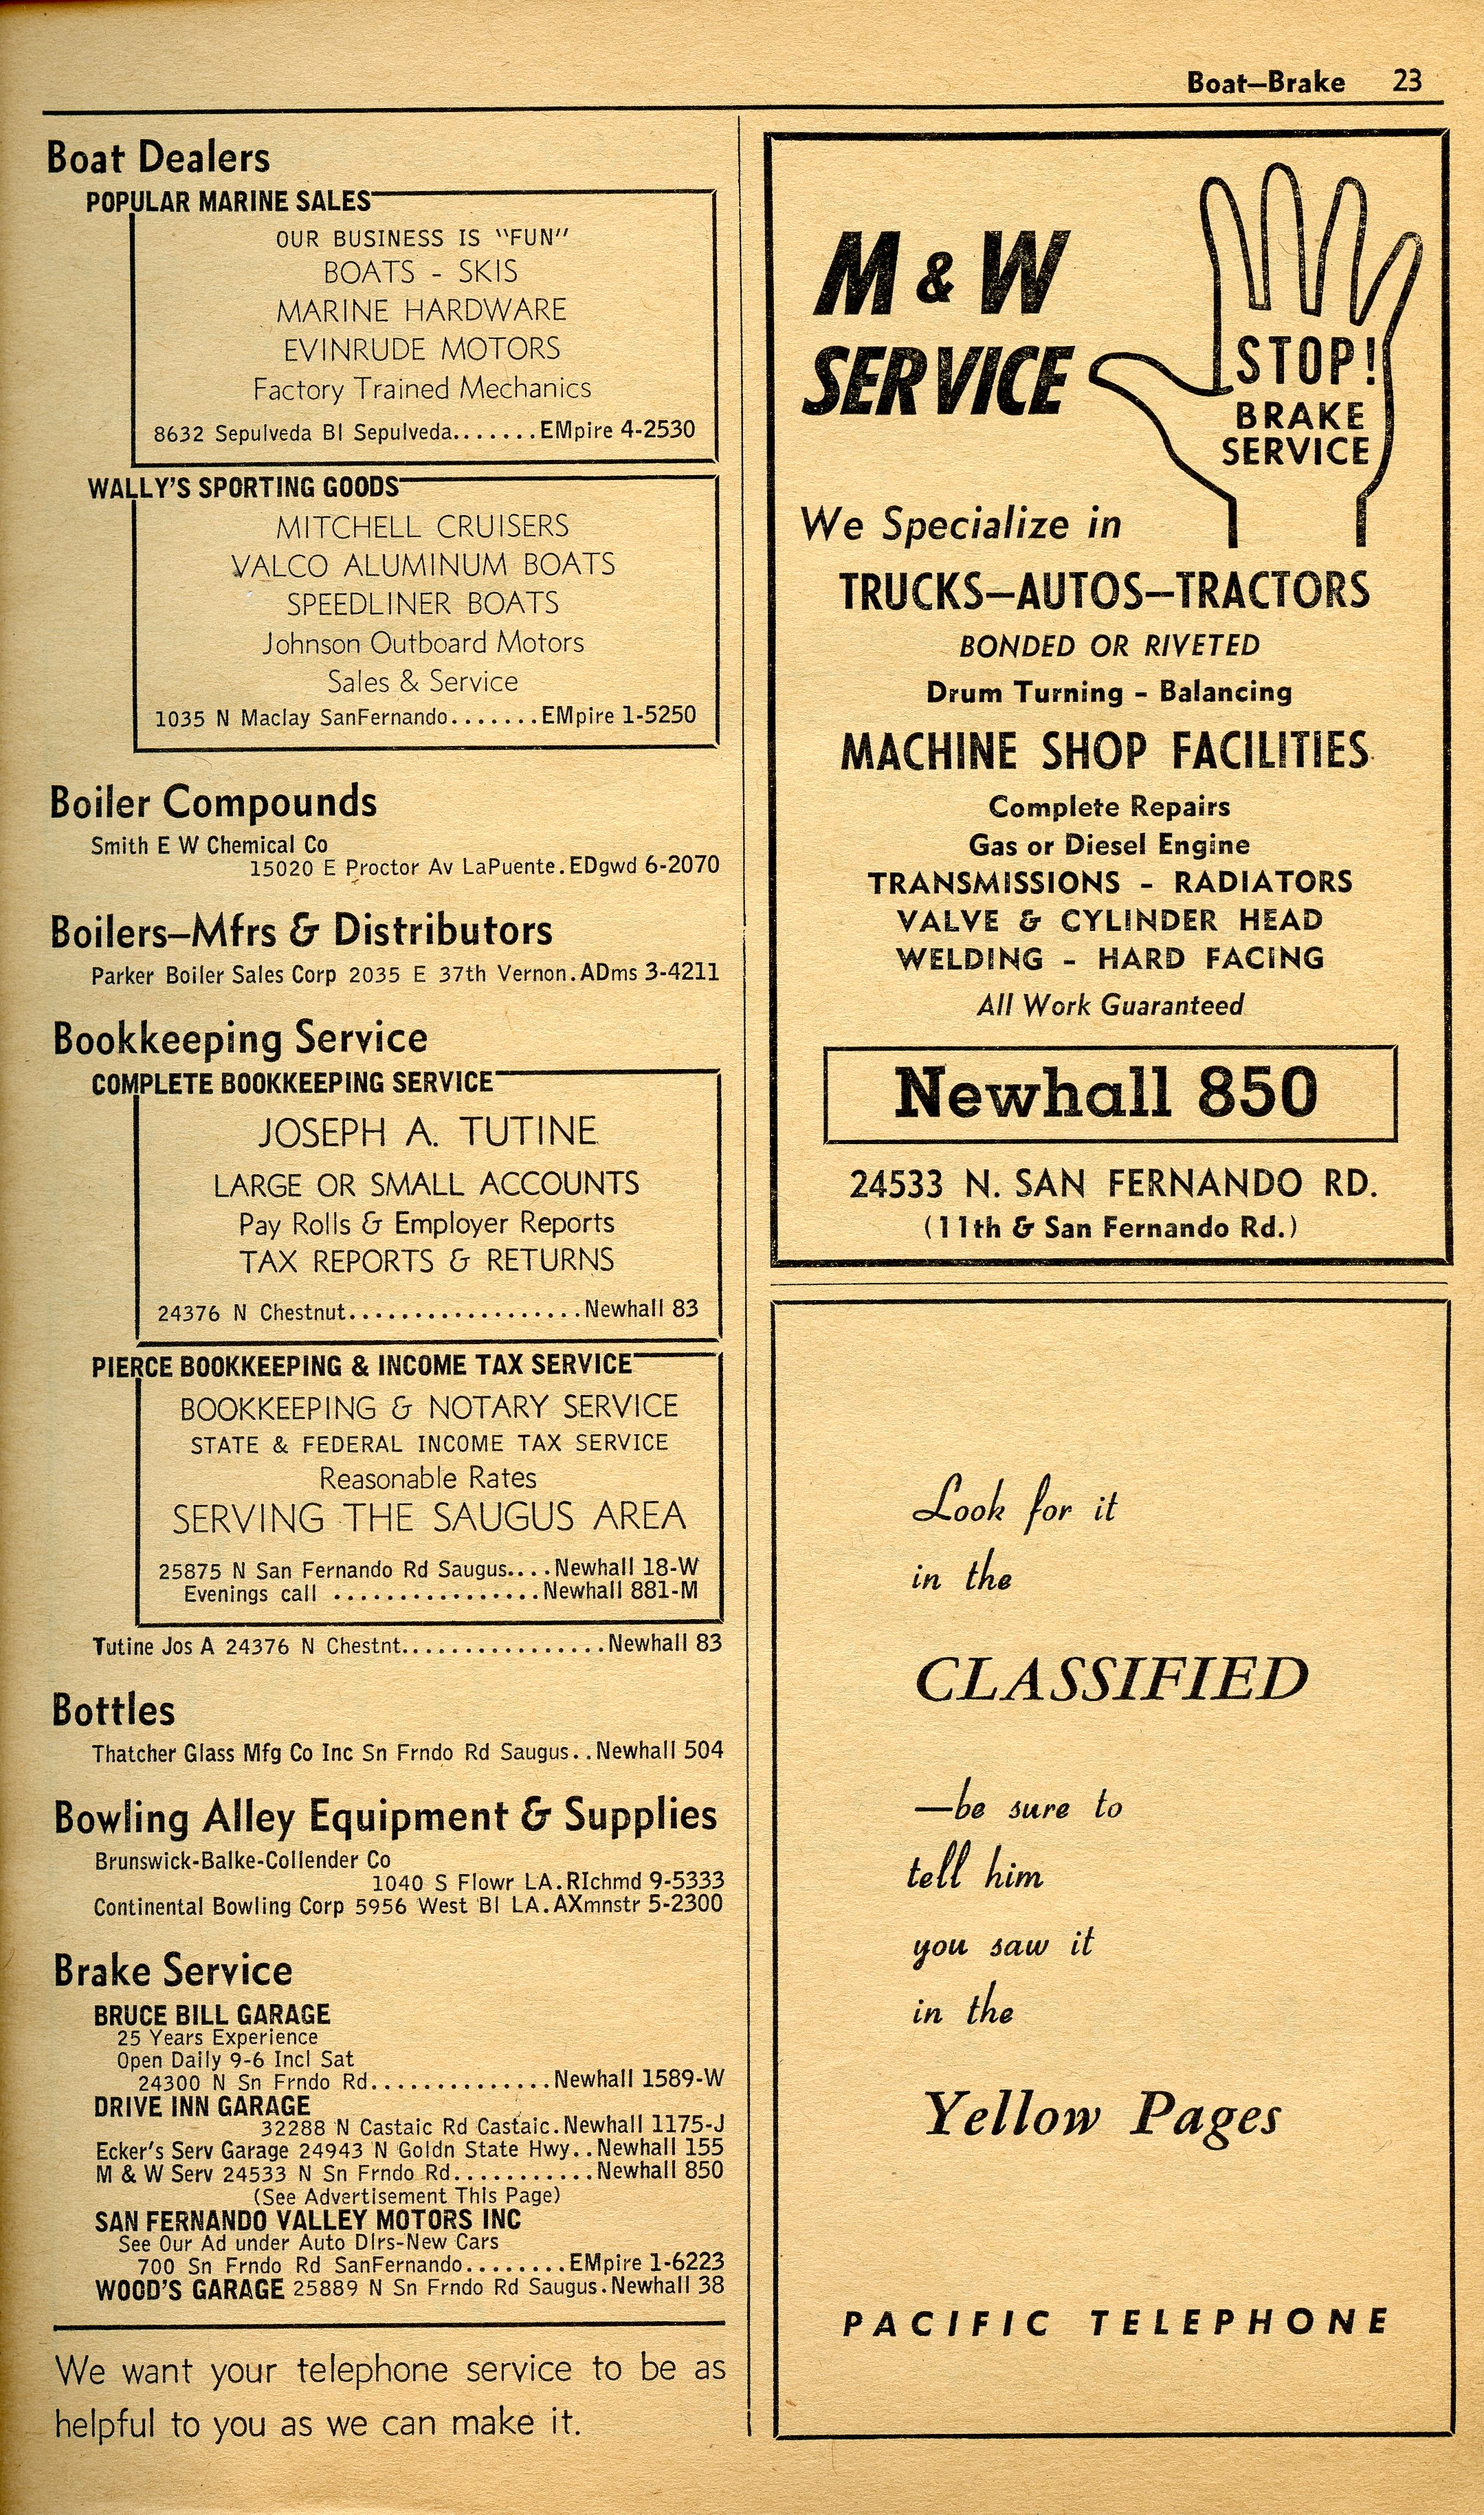 Boat—Brake 23
Boat Dealers
POPULAR MARINE SALES
OUR BUSINESS IS "FUN"
BOATS - SKIS
MARINE HARDWARE
EVINRUDE MOTORS
Factory Trained Mechanics
8632 Sepulveda Bl Sepulveda.......EMpire 4-2530
WALLY'S SPORTING GOODS
MITCHELL CRUISERS
VALCO ALUMINUM BOATS
SPEEDLINER BOATS
Johnson Outboard Motors
Sales & Service
1035 N Maclay SanFernando.......EMpire 1-5250
Boiler Compounds
Smith E W Chemical Co
15020 E Proctor Av LaPuente.EDgwd 6-2070
Boilers—Mfrs & Distributors
Parker Boiler Sales Corp 2035 E 37th Vernon.ADms 3-4211
Bookkeeping Service
COMPLETE BOOKKEEPING SERVICE
JOSEPH A. TUTINE
LARGE OR SMALL ACCOUNTS
Pay Rolls & Employer Reports
TAX REPORTS & RETURNS
24376 N Chestnut..................Newhall 83
PIERCE BOOKKEEPING & INCOME TAX SERVICE
BOOKKEEPING & NOTARY SERVICE
STATE & FEDERAL INCOME TAX SERVICE
Reasonable Rates
SERVING THE SAUGUS AREA
25875 N San Fernando Rd Saugus....Newhall 18-W
Evenings call ................Newhall 881-M
Tutine Jos A 24376 N Chestnt................Newhall 83
Bottles
Thatcher Glass Mfg Co Inc Sn Frndo Rd Saugus..Newhall 504
Bowling Alley Equipment & Supplies
Brunswick-Balke-Collender Co
1040 S Flowr LA.RIchmd 9-5333
Continental Bowling Corp 5956 West Bl LA.AXmnstr 5-2300
Brake Service
BRUCE BILL GARAGE
25 Years Experience
Open Daily 9-6 Incl Sat
24300 N Sn Frndo Rd..............Newhall 1589-W
DRIVE INN GARAGE
32288 N Castaic Rd Castaic.Newhall 1175-J
Ecker's Serv Garage 24943 N Goldn State Hwy..Newhall 155
M & W Serv 24533 N Sn Frndo Rd...........Newhall 850
(See Advertisement This Page)
SAN FERNANDO VALLEY MOTORS INC
See Our Ad under Auto Dlrs-New Cars
700 Sn Frndo Rd SanFernando........EMpire 1-6223
WOOD'S GARAGE 25889 N Sn Frndo Rd Saugus.Newhall 38
We want your telephone service to be as
helpful to you as we can make it.
M & W
SERVICE
STOP!
BRAKE
SERVICE
We Specialize in
TRUCKS—AUTOS—TRACTORS
BONDED OR RIVETED
Drum Turning - Balancing
MACHINE SHOP FACILITIES
Complete Repairs
Gas or Diesel Engine
TRANSMISSIONS - RADIATORS
VALVE & CYLINDER HEAD
WELDING - HARD FACING
All Work Guaranteed
Newhall 850
24533 N. SAN FERNANDO RD.
(11th & San Fernando Rd.)
Look for it
in the
CLASSIFIED
—be sure to
tell him
you saw it
in the
Yellow Pages
PACIFIC TELEPHONE